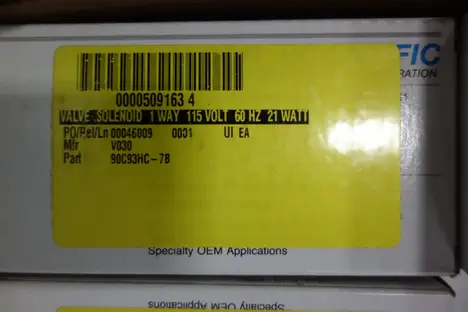 FIC
RATION
0000509163 4
VALVE SOLENOID 1 WAY 115 VOLT 60 HZ 21 WATT
PO/Rel/Ln 00046009 0001 UI EA
Mfr V030
Part 90C93HC-7B
Specialty OEM Applications
Specialty OEM Applications